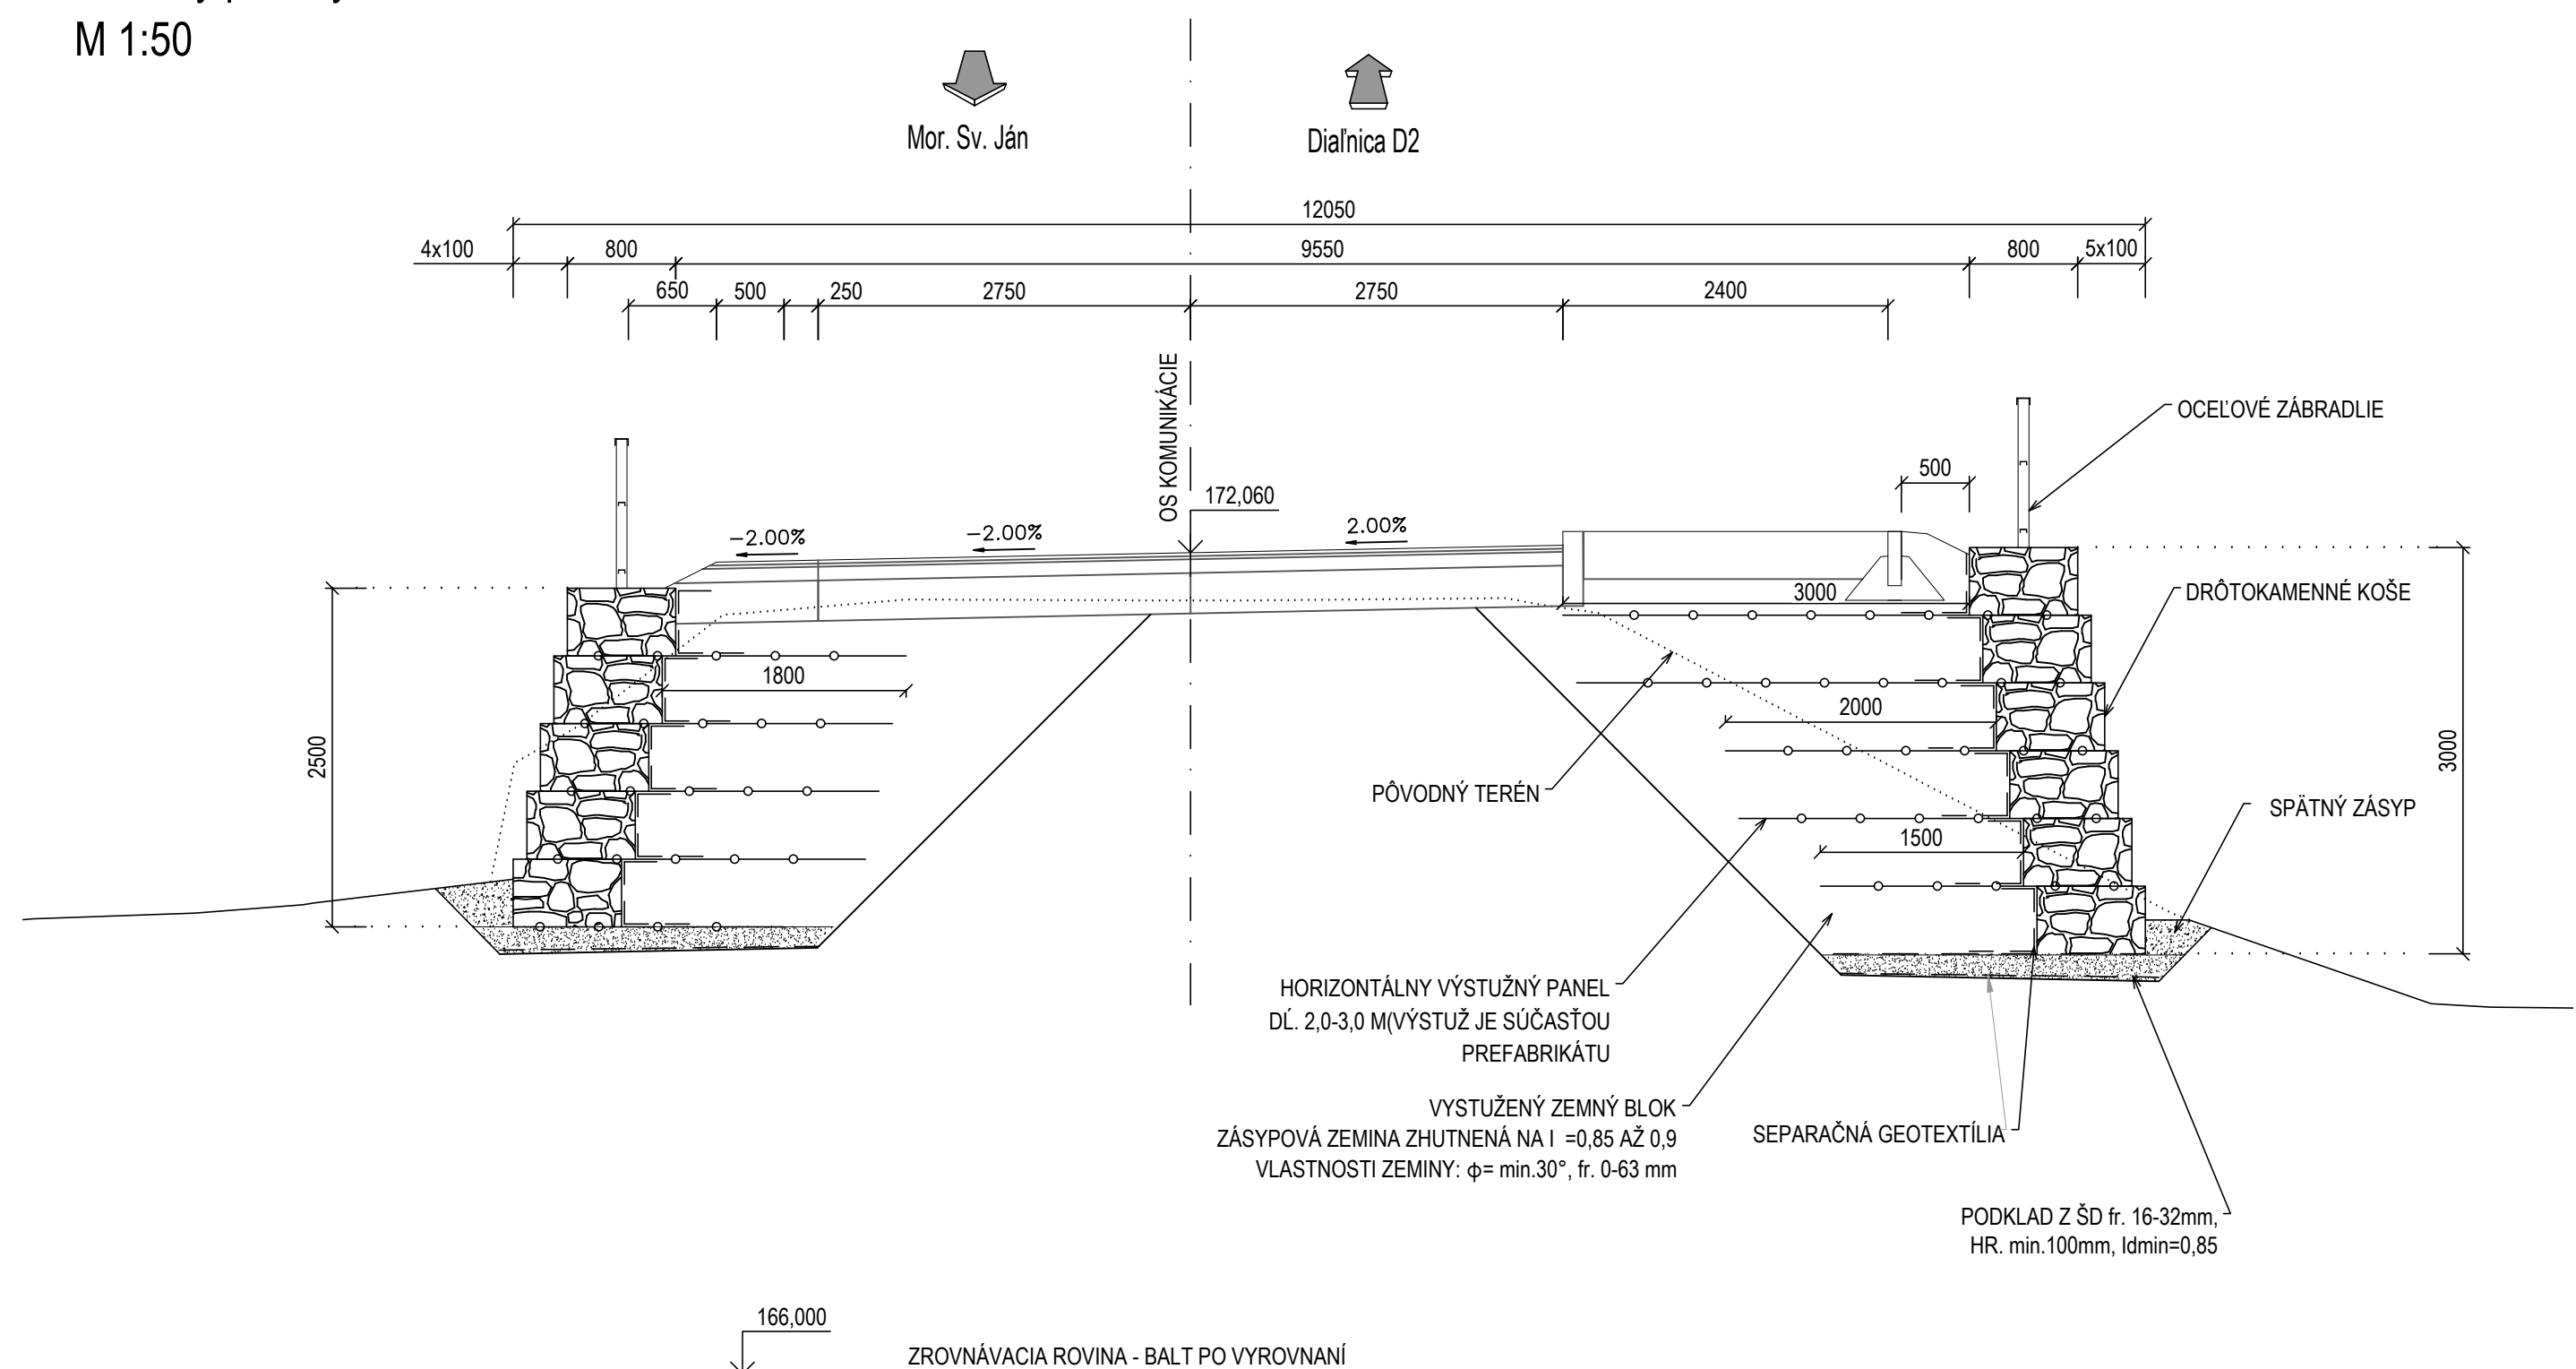 M 1:50
Mor. Sv. Ján
Diaľnica D2
12050
4x100
800
9550
800
5x100
650
500
250
2750
2750
2400
OS KOMUNIKÁCIE
OCEĽOVÉ ZÁBRADLIE
500
172,060
-2.00%
-2.00%
2.00%
3000
DRÔTOKAMENNÉ KOŠE
1800
2000
2500
3000
PÔVODNÝ TERÉN
SPÄTNÝ ZÁSYP
1500
HORIZONTÁLNY VÝSTUŽNÝ PANEL
DĹ. 2,0-3,0 M(VÝSTUŽ JE SÚČASŤOU
PREFABRIKÁTU
VYSTUŽENÝ ZEMNÝ BLOK
ZÁSYPOVÁ ZEMINA ZHUTNENÁ NA I =0,85 AŽ 0,9
VLASTNOSTI ZEMINY: φ= min.30°, fr. 0-63 mm
SEPARAČNÁ GEOTEXTÍLIA
PODKLAD Z ŠD fr. 16-32mm,
HR. min.100mm, Idmin=0,85
166,000
ZROVNÁVACIA ROVINA - BALT PO VYROVNANÍ